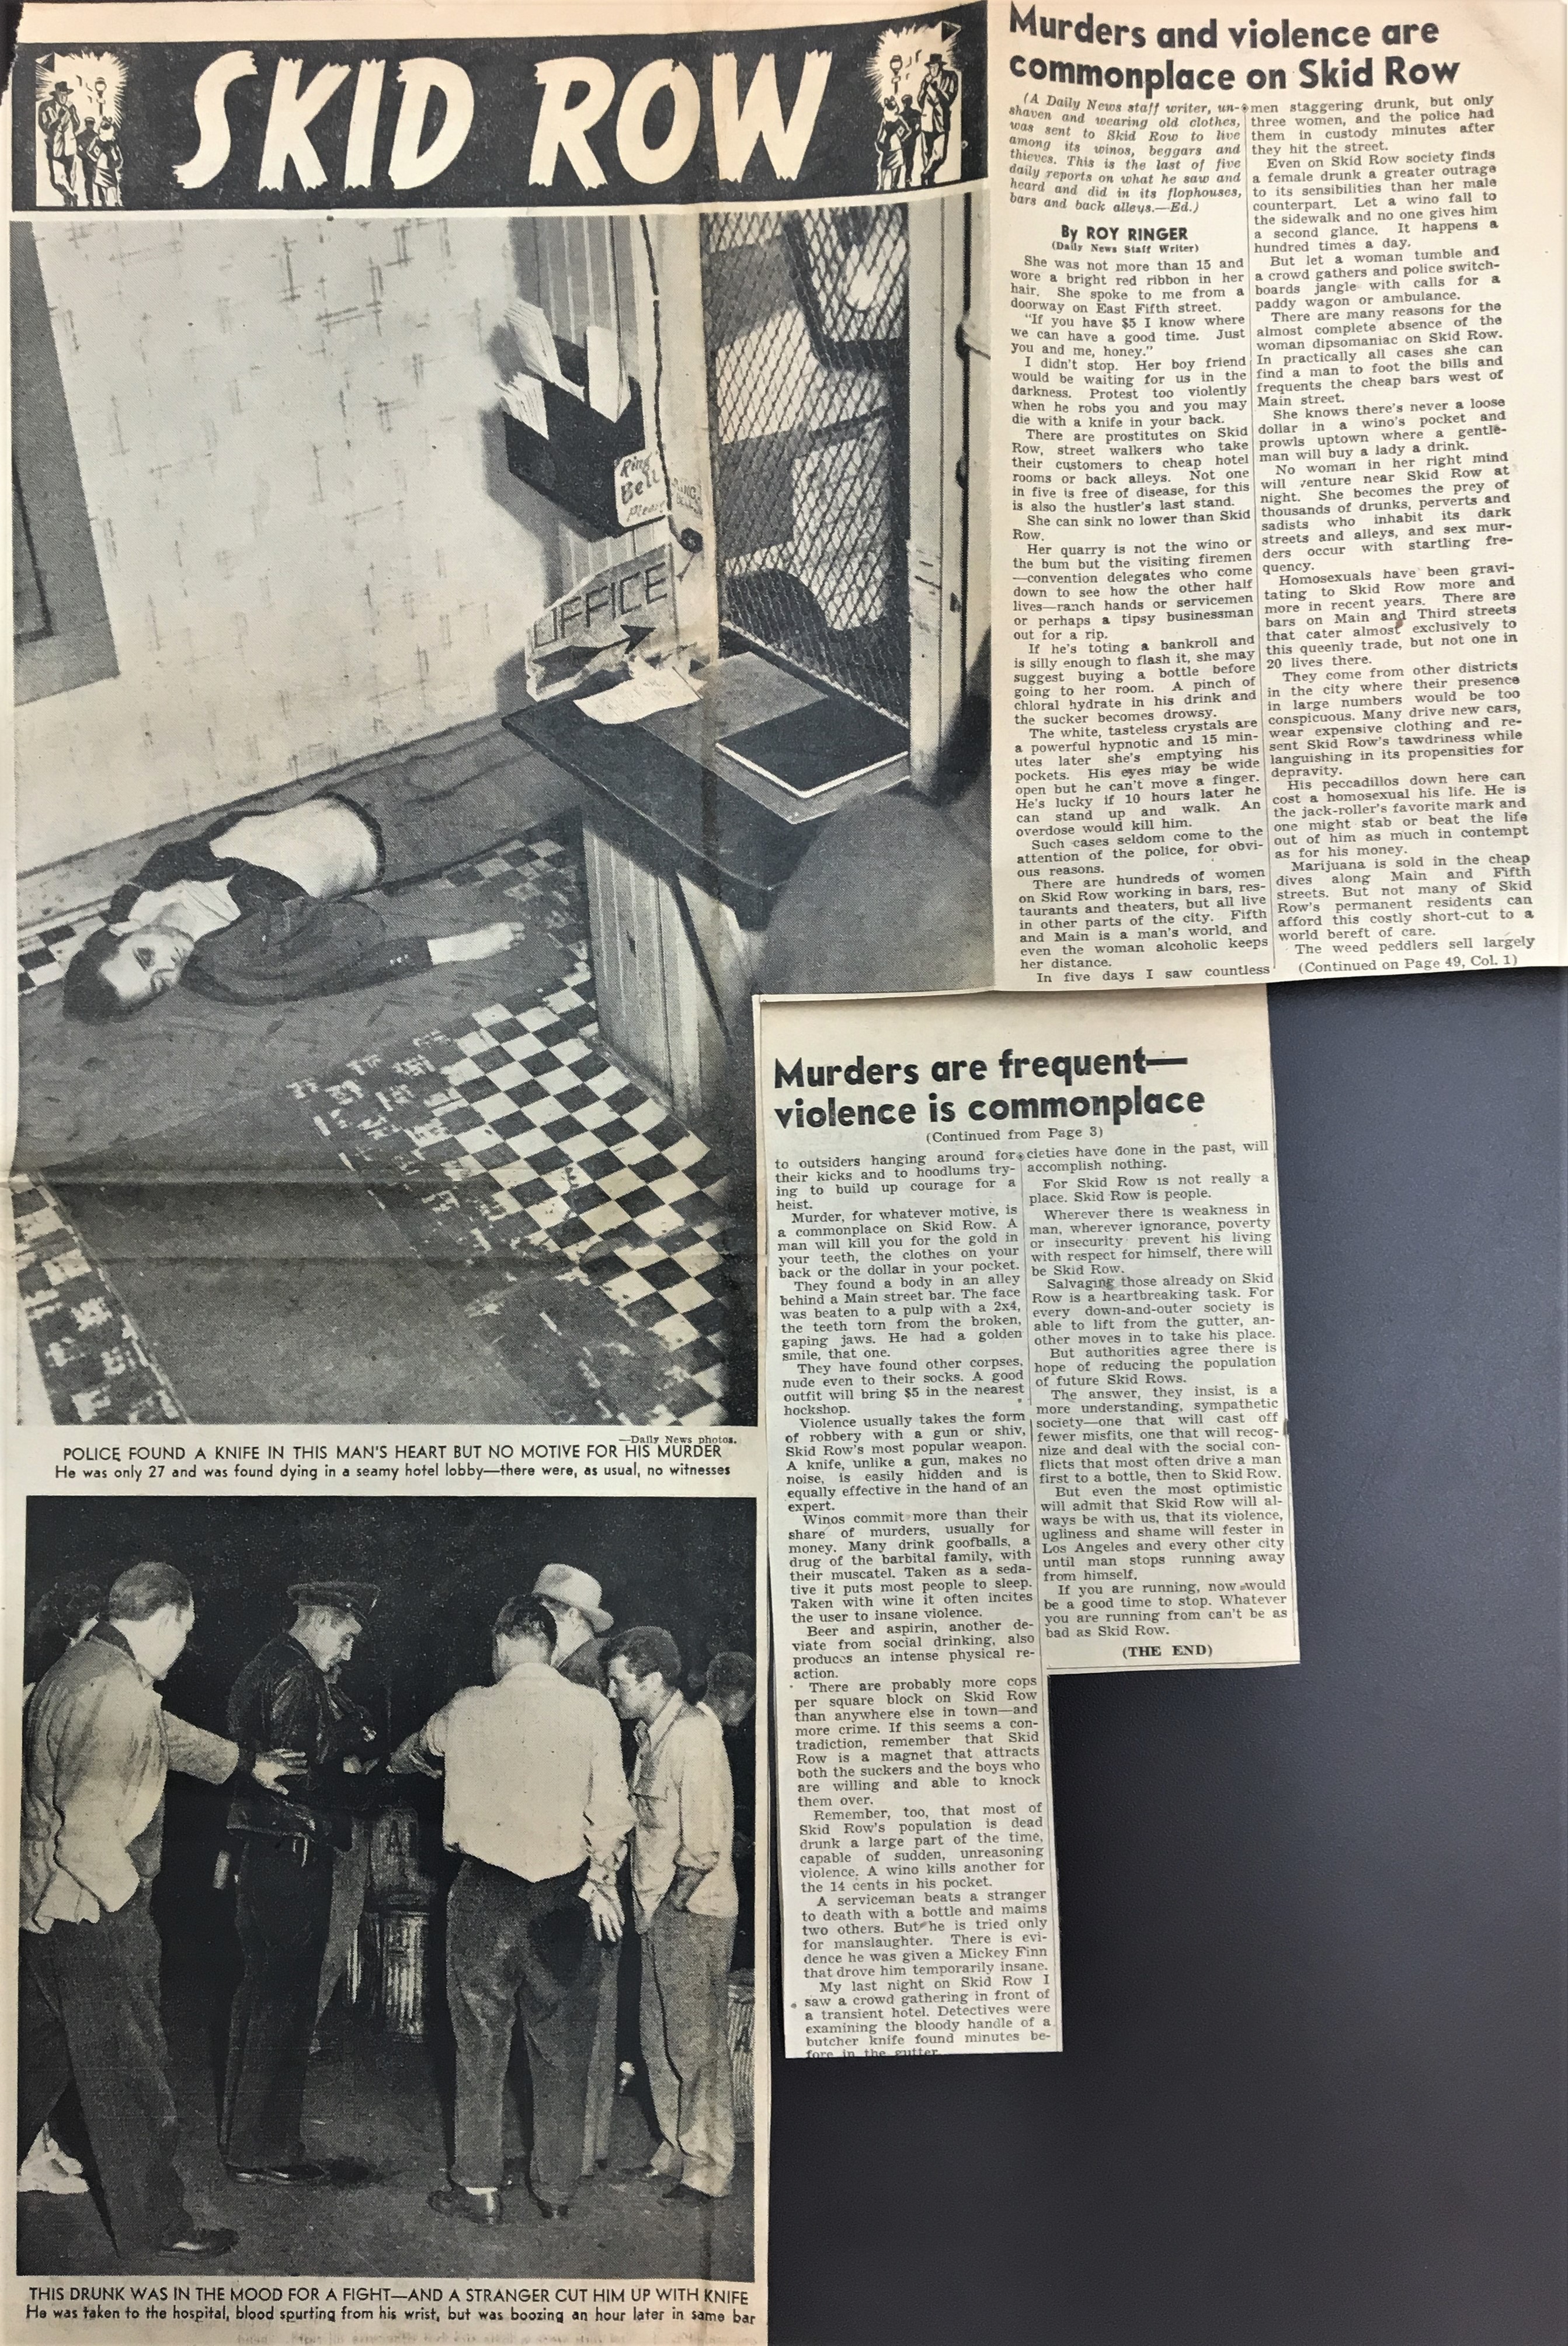 SKID ROW
Ring
Bell
Please
OFFICE
—Daily News photos.
POLICE FOUND A KNIFE IN THIS MAN'S HEART BUT NO MOTIVE FOR HIS MURDER
He was only 27 and was found dying in a seamy hotel lobby—there were, as usual, no witnesses
THIS DRUNK WAS IN THE MOOD FOR A FIGHT—AND A STRANGER CUT HIM UP WITH KNIFE
He was taken to the hospital, blood spurting from his wrist, but was boozing an hour later in same bar
Murders and violence are
commonplace on Skid Row
(A Daily News staff writer, un-
shaven and wearing old clothes,
was sent to Skid Row to live
among its winos, beggars and
thieves. This is the last of five
daily reports on what he saw and
heard and did in its flophouses,
bars and back alleys.—Ed.)
By ROY RINGER
(Daily News Staff Writer)
She was not more than 15 and
wore a bright red ribbon in her
hair. She spoke to me from a
doorway on East Fifth street.
"If you have $5 I know where
we can have a good time. Just
you and me, honey."
I didn't stop. Her boy friend
would be waiting for us in the
darkness. Protest too violently
when he robs you and you may
die with a knife in your back.
There are prostitutes on Skid
Row, street walkers who take
their customers to cheap hotel
rooms or back alleys. Not one
in five is free of disease, for this
is also the hustler's last stand.
She can sink no lower than Skid
Row.
Her quarry is not the wino or
the bum but the visiting firemen
—convention delegates who come
down to see how the other half
lives—ranch hands or servicemen
or perhaps a tipsy businessman
out for a rip.
If he's toting a bankroll and
is silly enough to flash it, she may
suggest buying a bottle before
going to her room. A pinch of
chloral hydrate in his drink and
the sucker becomes drowsy.
The white, tasteless crystals are
a powerful hypnotic and 15 min-
utes later she's emptying his
pockets. His eyes may be wide
open but he can't move a finger.
He's lucky if 10 hours later he
can stand up and walk. An
overdose would kill him.
Such cases seldom come to the
attention of the police, for obvi-
ous reasons.
There are hundreds of women
on Skid Row working in bars, res-
taurants and theaters, but all live
in other parts of the city. Fifth
and Main is a man's world, and
even the woman alcoholic keeps
her distance.
In five days I saw countless
men staggering drunk, but only
three women, and the police had
them in custody minutes after
they hit the street.
Even on Skid Row society finds
a female drunk a greater outrage
to its sensibilities than her male
counterpart. Let a wino fall to
the sidewalk and no one gives him
a second glance. It happens a
hundred times a day.
But let a woman tumble and
a crowd gathers and police switch-
boards jangle with calls for a
paddy wagon or ambulance.
There are many reasons for the
almost complete absence of the
woman dipsomaniac on Skid Row.
In practically all cases she can
find a man to foot the bills and
frequents the cheap bars west of
Main street.
She knows there's never a loose
dollar in a wino's pocket and
prowls uptown where a gentle-
man will buy a lady a drink.
No woman in her right mind
will venture near Skid Row at
night. She becomes the prey of
thousands of drunks, perverts and
sadists who inhabit its dark
streets and alleys, and sex mur-
ders occur with startling fre-
quency.
Homosexuals have been gravi-
tating to Skid Row more and
more in recent years. There are
bars on Main and Third streets
that cater almost exclusively to
this queenly trade, but not one in
20 lives there.
They come from other districts
in the city where their presence
in large numbers would be too
conspicuous. Many drive new cars,
wear expensive clothing and re-
sent Skid Row's tawdriness while
languishing in its propensities for
depravity.
His peccadillos down here can
cost a homosexual his life. He is
the jack-roller's favorite mark and
one might stab or beat the life
out of him as much in contempt
as for his money.
Marijuana is sold in the cheap
dives along Main and Fifth
streets. But not many of Skid
Row's permanent residents can
afford this costly short-cut to a
world bereft of care.
The weed peddlers sell largely
(Continued on Page 49, Col. 1)
Murders are frequent—
violence is commonplace
(Continued from Page 3)
to outsiders hanging around for
their kicks and to hoodlums try-
ing to build up courage for a
heist.
Murder, for whatever motive, is
a commonplace on Skid Row. A
man will kill you for the gold in
your teeth, the clothes on your
back or the dollar in your pocket.
They found a body in an alley
behind a Main street bar. The face
was beaten to a pulp with a 2x4,
the teeth torn from the broken,
gaping jaws. He had a golden
smile, that one.
They have found other corpses,
nude even to their socks. A good
outfit will bring $5 in the nearest
hockshop.
Violence usually takes the form
of robbery with a gun or shiv,
Skid Row's most popular weapon.
A knife, unlike a gun, makes no
noise, is easily hidden and is
equally effective in the hand of an
expert.
Winos commit more than their
share of murders, usually for
money. Many drink goofballs, a
drug of the barbital family, with
their muscatel. Taken as a seda-
tive it puts most people to sleep.
Taken with wine it often incites
the user to insane violence.
Beer and aspirin, another de-
viate from social drinking, also
produces an intense physical re-
action.
There are probably more cops
per square block on Skid Row
than anywhere else in town—and
more crime. If this seems a con-
tradiction, remember that Skid
Row is a magnet that attracts
both the suckers and the boys who
are willing and able to knock
them over.
Remember, too, that most of
Skid Row's population is dead
drunk a large part of the time,
capable of sudden, unreasoning
violence. A wino kills another for
the 14 cents in his pocket.
A serviceman beats a stranger
to death with a bottle and maims
two others. But he is tried only
for manslaughter. There is evi-
dence he was given a Mickey Finn
that drove him temporarily insane.
My last night on Skid Row I
saw a crowd gathering in front of
a transient hotel. Detectives were
examining the bloody handle of a
butcher knife found minutes be-
fore in the gutter.
cieties have done in the past, will
accomplish nothing.
For Skid Row is not really a
place. Skid Row is people.
Wherever there is weakness in
man, wherever ignorance, poverty
or insecurity prevent his living
with respect for himself, there will
be Skid Row.
Salvaging those already on Skid
Row is a heartbreaking task. For
every down-and-outer society is
able to lift from the gutter, an-
other moves in to take his place.
But authorities agree there is
hope of reducing the population
of future Skid Rows.
The answer, they insist, is a
more understanding, sympathetic
society—one that will cast off
fewer misfits, one that will recog-
nize and deal with the social con-
flicts that most often drive a man
first to a bottle, then to Skid Row.
But even the most optimistic
will admit that Skid Row will al-
ways be with us, that its violence,
ugliness and shame will fester in
Los Angeles and every other city
until man stops running away
from himself.
If you are running, now would
be a good time to stop. Whatever
you are running from can't be as
bad as Skid Row.
(THE END)